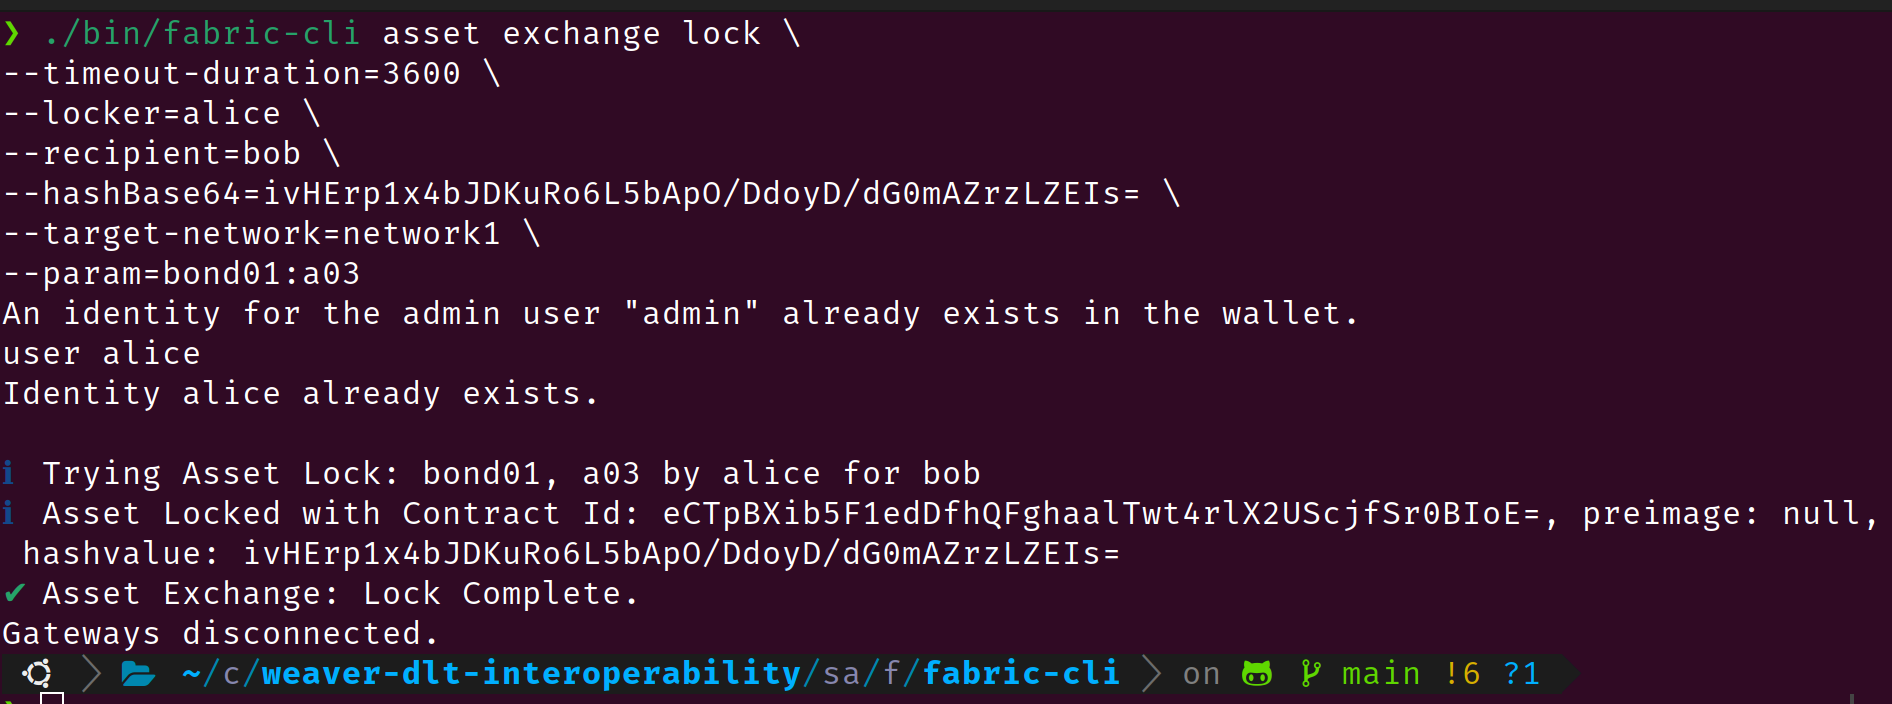 ❯ ./bin/fabric-cli asset exchange lock \
--timeout-duration=3600 \
--locker=alice \
--recipient=bob \
--hashBase64=ivHErp1x4bJDKuRo6L5bApO/DdoyD/dG0mAZrzLZEIs= \
--target-network=network1 \
--param=bond01:a03
An identity for the admin user "admin" already exists in the wallet.
user alice
Identity alice already exists.
ℹ Trying Asset Lock: bond01, a03 by alice for bob
ℹ Asset Locked with Contract Id: eCTpBXib5F1edDfhQFghaalTwt4rlX2UScjfSr0BIoE=, preimage: null,
hashvalue: ivHErp1x4bJDKuRo6L5bApO/DdoyD/dG0mAZrzLZEIs=
✔ Asset Exchange: Lock Complete.
Gateways disconnected.
~/c/weaver-dlt-interoperability/sa/f/fabric-cli on main !6 ?1